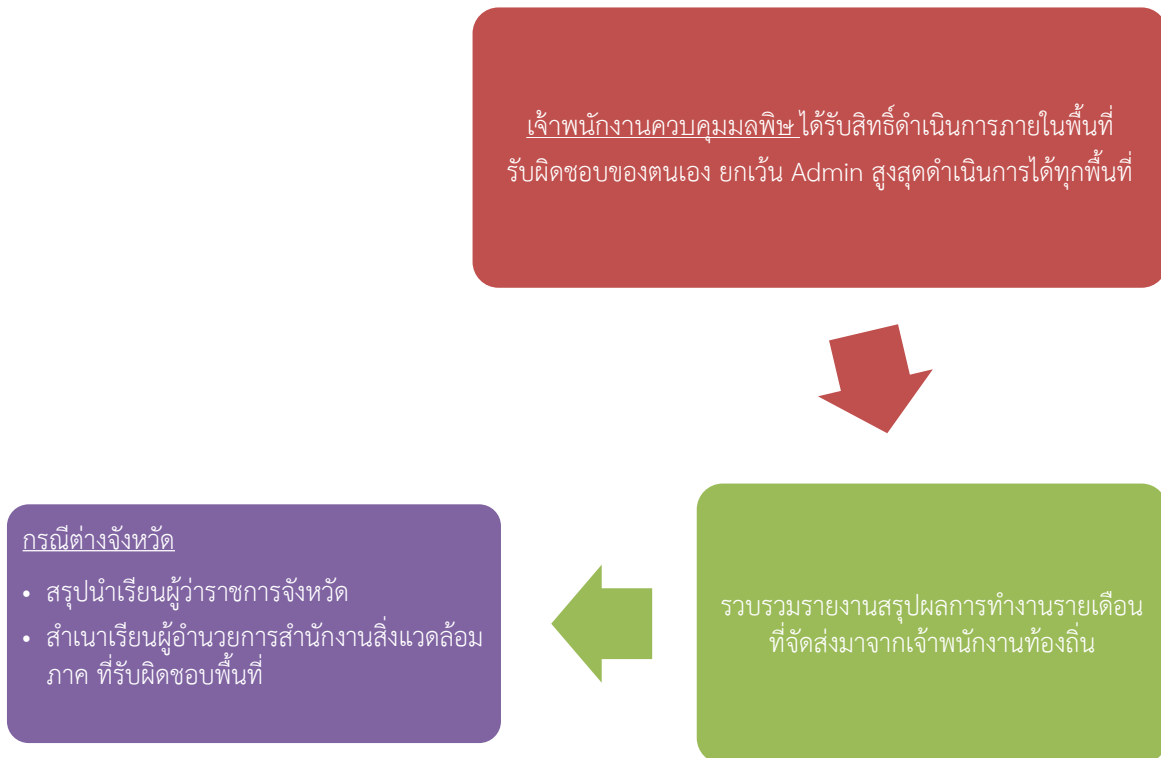 เจ้าพนักงานควบคุมมลพิษ ได้รับสิทธิ์ดำเนินการภายในพื้นที่
รับผิดชอบของตนเอง ยกเว้น Admin สูงสุดดำเนินการได้ทุกพื้นที่
รวบรวมรายงานสรุปผลการทำงานรายเดือน
ที่จัดส่งมาจากเจ้าพนักงานท้องถิ่น
กรณีต่างจังหวัด
• สรุปนำเรียนผู้ว่าราชการจังหวัด
• สำเนาเรียนผู้อำนวยการสำนักงานสิ่งแวดล้อม
ภาค ที่รับผิดชอบพื้นที่